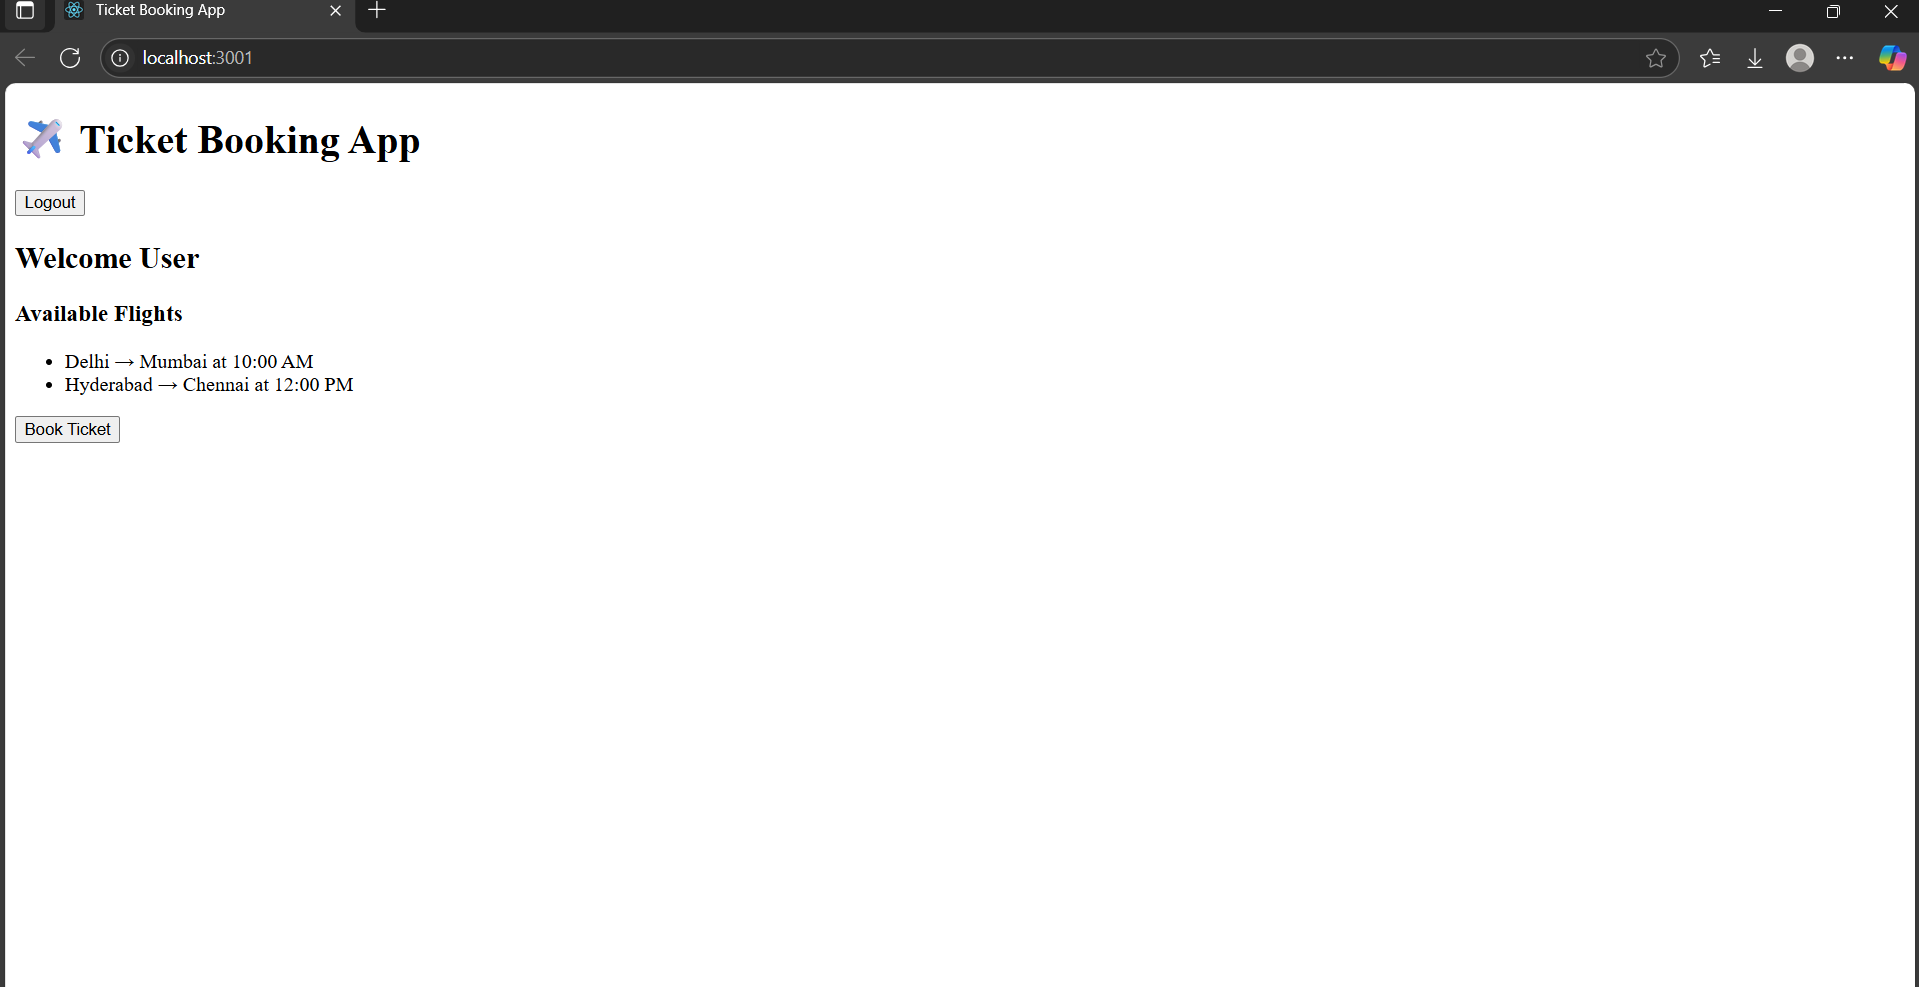 Ticket Booking App
localhost:3001
Ticket Booking App
Logout
Welcome User
Available Flights
• Delhi → Mumbai at 10:00 AM
• Hyderabad → Chennai at 12:00 PM
Book Ticket